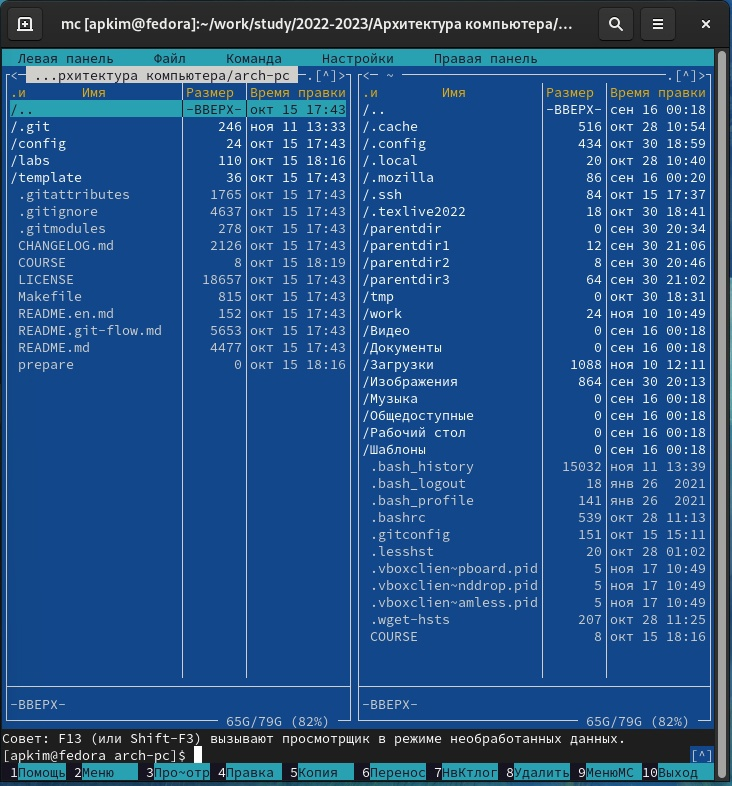 mc [apkim@fedora]:~/work/study/2022-2023/Архитектура компьютера/...
Левая панель Файл Команда Настройки Правая панель
<— ...рхитектура компьютера/arch-pc —.[^]>
.и Имя Размер Время правки
/.. -ВВЕРХ- окт 15 17:43
/.git 246 ноя 11 13:33
/config 24 окт 15 17:43
/labs 110 окт 15 18:16
/template 36 окт 15 17:43
.gitattributes 1765 окт 15 17:43
.gitignore 4637 окт 15 17:43
.gitmodules 278 окт 15 17:43
CHANGELOG.md 2126 окт 15 17:43
COURSE 8 окт 15 18:19
LICENSE 18657 окт 15 17:43
Makefile 815 окт 15 17:43
README.en.md 152 окт 15 17:43
README.git-flow.md 5653 окт 15 17:43
README.md 4477 окт 15 17:43
prepare 0 окт 15 18:16
-ВВЕРХ-
65G/79G (82%)
<— ~ —.[^]>
.и Имя Размер Время правки
/.. -ВВЕРХ- сен 16 00:18
/.cache 516 окт 28 10:54
/.config 434 окт 30 18:59
/.local 20 окт 28 10:40
/.mozilla 86 сен 16 00:20
/.ssh 84 окт 15 17:37
/.texlive2022 18 окт 30 18:41
/parentdir 0 сен 30 20:34
/parentdir1 12 сен 30 21:06
/parentdir2 8 сен 30 20:46
/parentdir3 64 сен 30 21:02
/tmp 0 окт 30 18:31
/work 24 ноя 10 10:49
/Видео 0 сен 16 00:18
/Документы 0 сен 16 00:18
/Загрузки 1088 ноя 10 12:11
/Изображения 864 сен 30 20:13
/Музыка 0 сен 16 00:18
/Общедоступные 0 сен 16 00:18
/Рабочий стол 0 сен 16 00:18
/Шаблоны 0 сен 16 00:18
.bash_history 15032 ноя 11 13:39
.bash_logout 18 янв 26 2021
.bash_profile 141 янв 26 2021
.bashrc 539 окт 28 11:13
.gitconfig 151 окт 15 15:11
.lesshst 20 окт 28 01:02
.vboxclien~pboard.pid 5 ноя 17 10:49
.vboxclien~nddrop.pid 5 ноя 17 10:49
.vboxclien~amless.pid 5 ноя 17 10:49
.wget-hsts 207 окт 28 11:25
COURSE 8 окт 15 18:16
-ВВЕРХ-
65G/79G (82%)
Совет: F13 (или Shift-F3) вызывают просмотрщик в режиме необработанных данных.
[apkim@fedora arch-pc]$ [^]
1Помощь 2Меню 3Про~отр 4Правка 5Копия 6Перенос 7НвКтлог 8Удалить 9МенюМС 10Выход